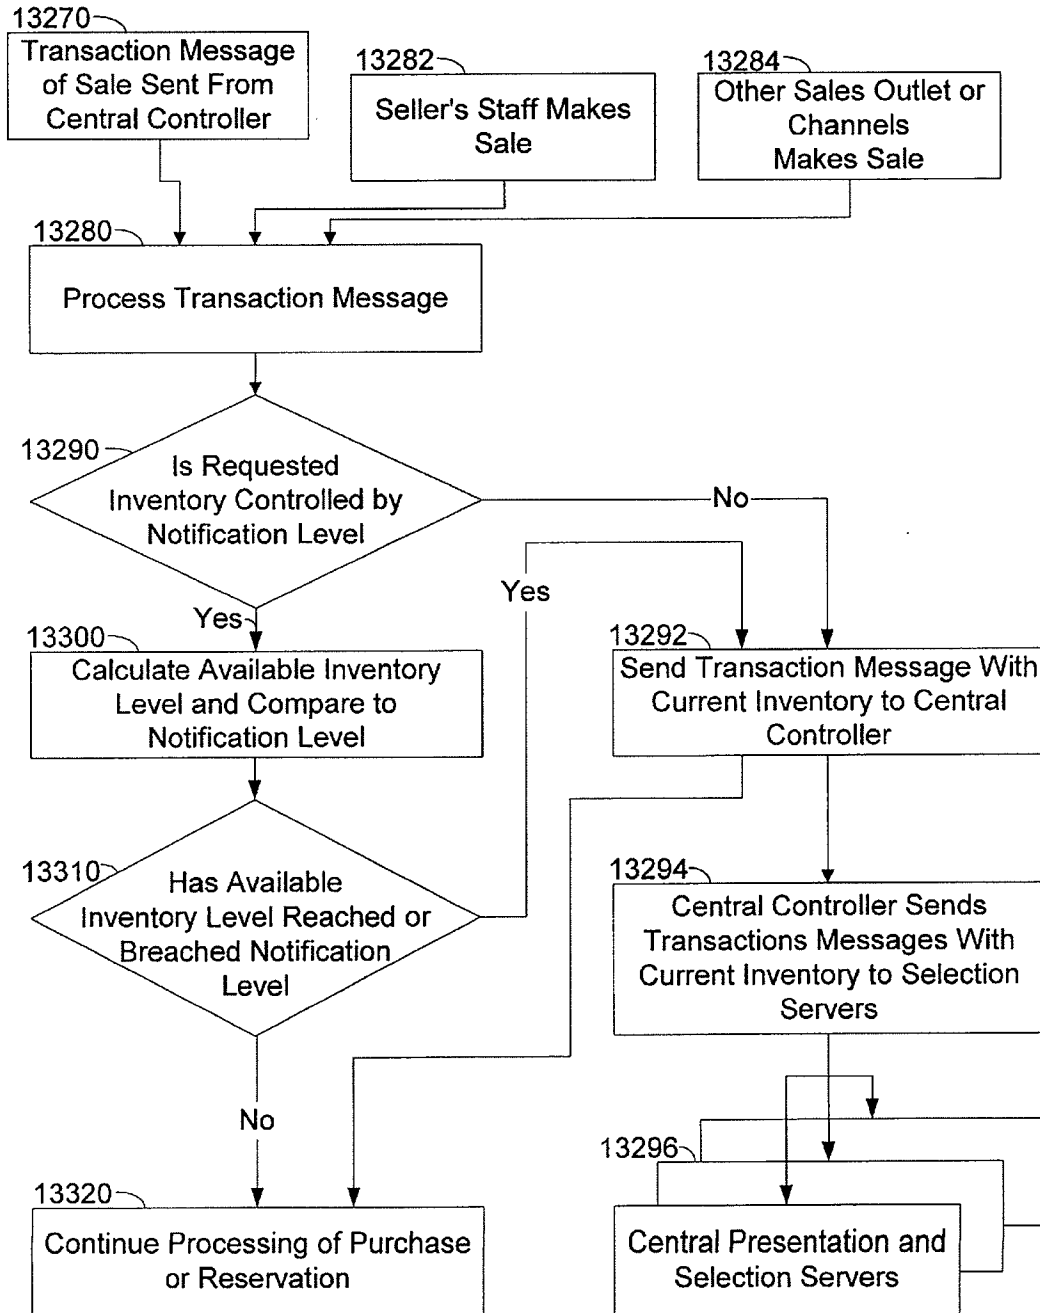 13270
Transaction Message
of Sale Sent From
Central Controller
13282
Seller's Staff Makes
Sale
13284
Other Sales Outlet or
Channels
Makes Sale
13280
Process Transaction Message
13290
Is Requested
Inventory Controlled by
Notification Level
No
Yes
Yes
13300
Calculate Available Inventory
Level and Compare to
Notification Level
13292
Send Transaction Message With
Current Inventory to Central
Controller
13310
Has Available
Inventory Level Reached or
Breached Notification
Level
13294
Central Controller Sends
Transactions Messages With
Current Inventory to Selection
Servers
No
13296
Central Presentation and
Selection Servers
13320
Continue Processing of Purchase
or Reservation